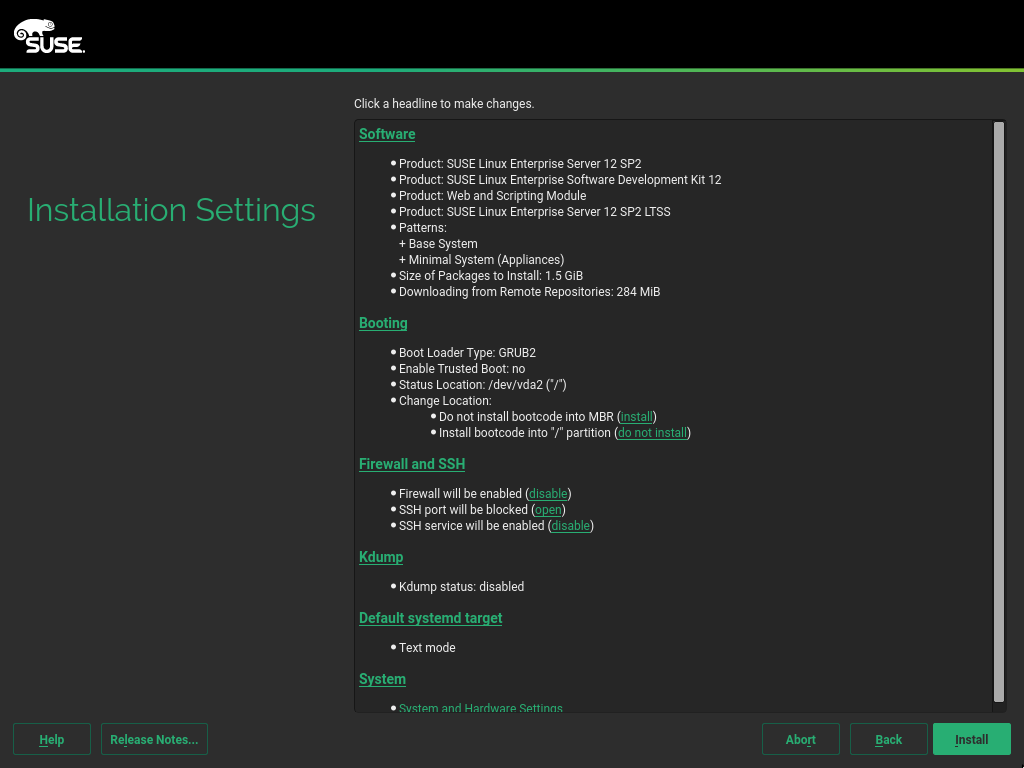 SUSE.
Click a headline to make changes.
Installation Settings
Software
Product: SUSE Linux Enterprise Server 12 SP2
Product: SUSE Linux Enterprise Software Development Kit 12
Product: Web and Scripting Module
Product: SUSE Linux Enterprise Server 12 SP2 LTSS
Patterns:
+ Base System
+ Minimal System (Appliances)
Size of Packages to Install: 1.5 GiB
Downloading from Remote Repositories: 284 MiB
Booting
Boot Loader Type: GRUB2
Enable Trusted Boot: no
Status Location: /dev/vda2 ("/")
Change Location:
Do not install bootcode into MBR (install)
Install bootcode into "/" partition (do not install)
Firewall and SSH
Firewall will be enabled (disable)
SSH port will be blocked (open)
SSH service will be enabled (disable)
Kdump
Kdump status: disabled
Default systemd target
Text mode
System
System and Hardware Settings
Help
Release Notes...
Abort
Back
Install